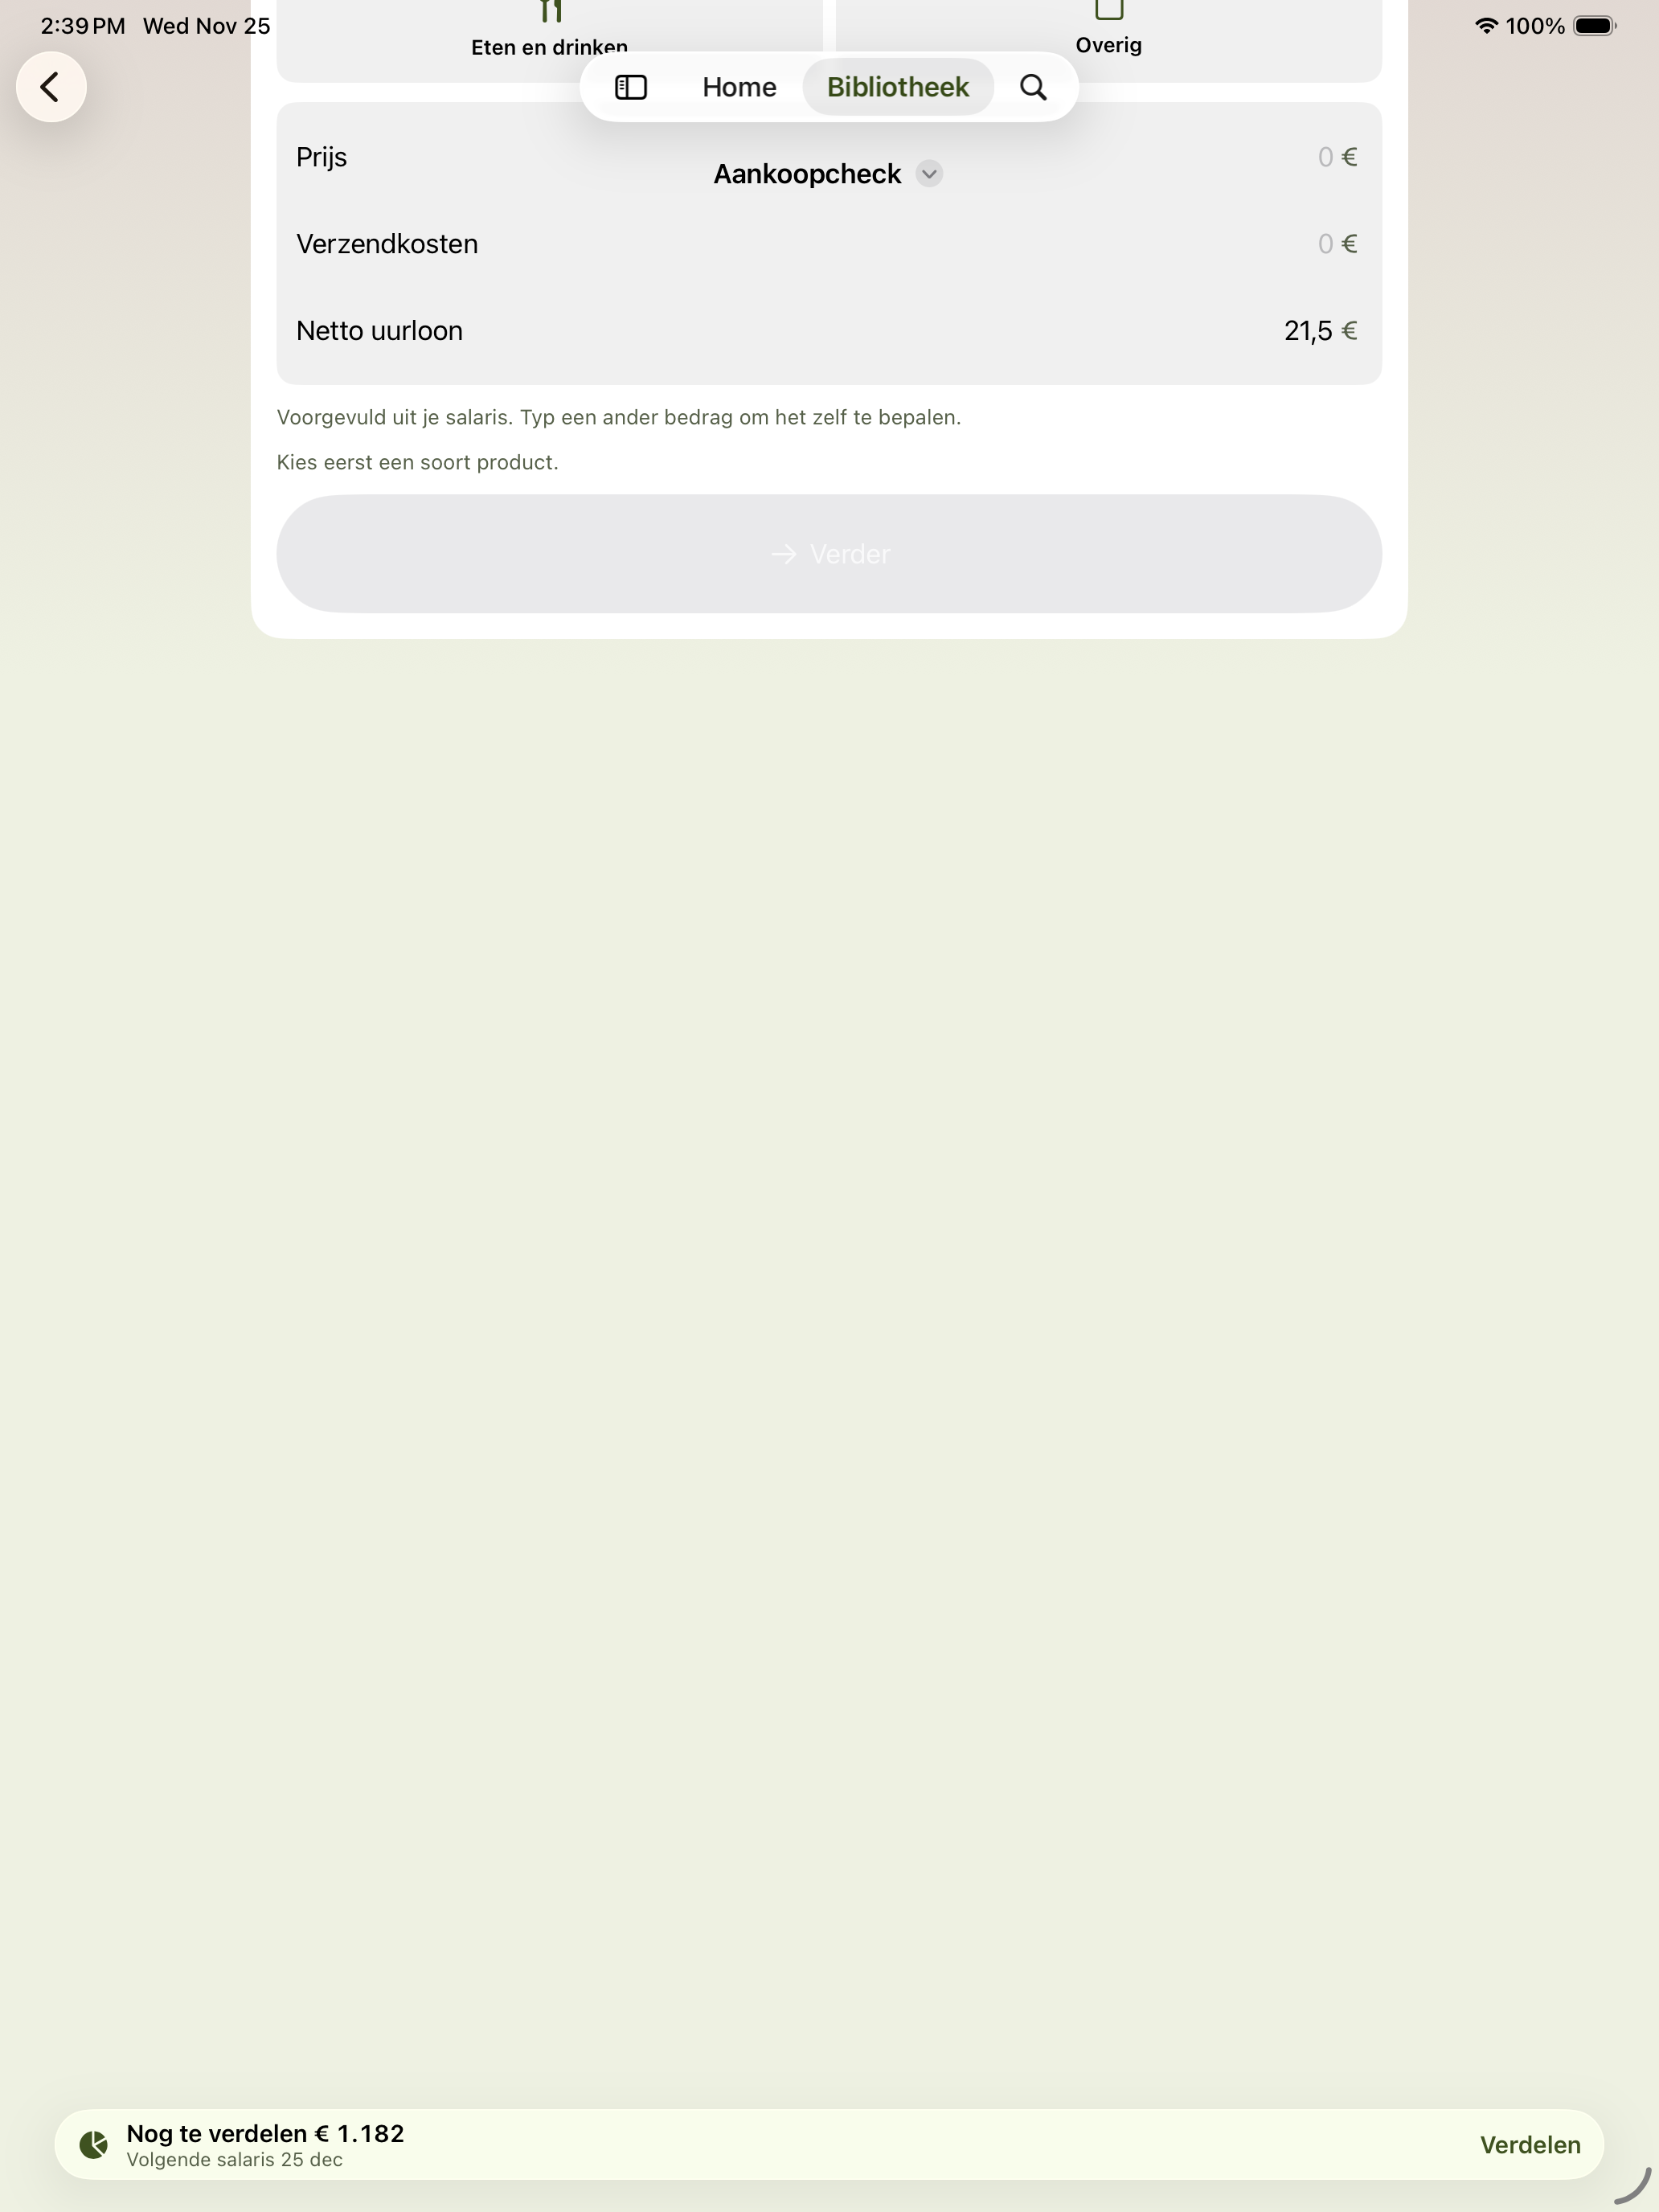 2:39 PM Wed Nov 25
100%
Eten en drinken
Overig
Home
Bibliotheek
Prijs
0 €
Aankoopcheck
Verzendkosten
0 €
Netto uurloon
21,5 €
Voorgevuld uit je salaris. Typ een ander bedrag om het zelf te bepalen.
Kies eerst een soort product.
Verder
Nog te verdelen € 1.182
Volgende salaris 25 dec
Verdelen